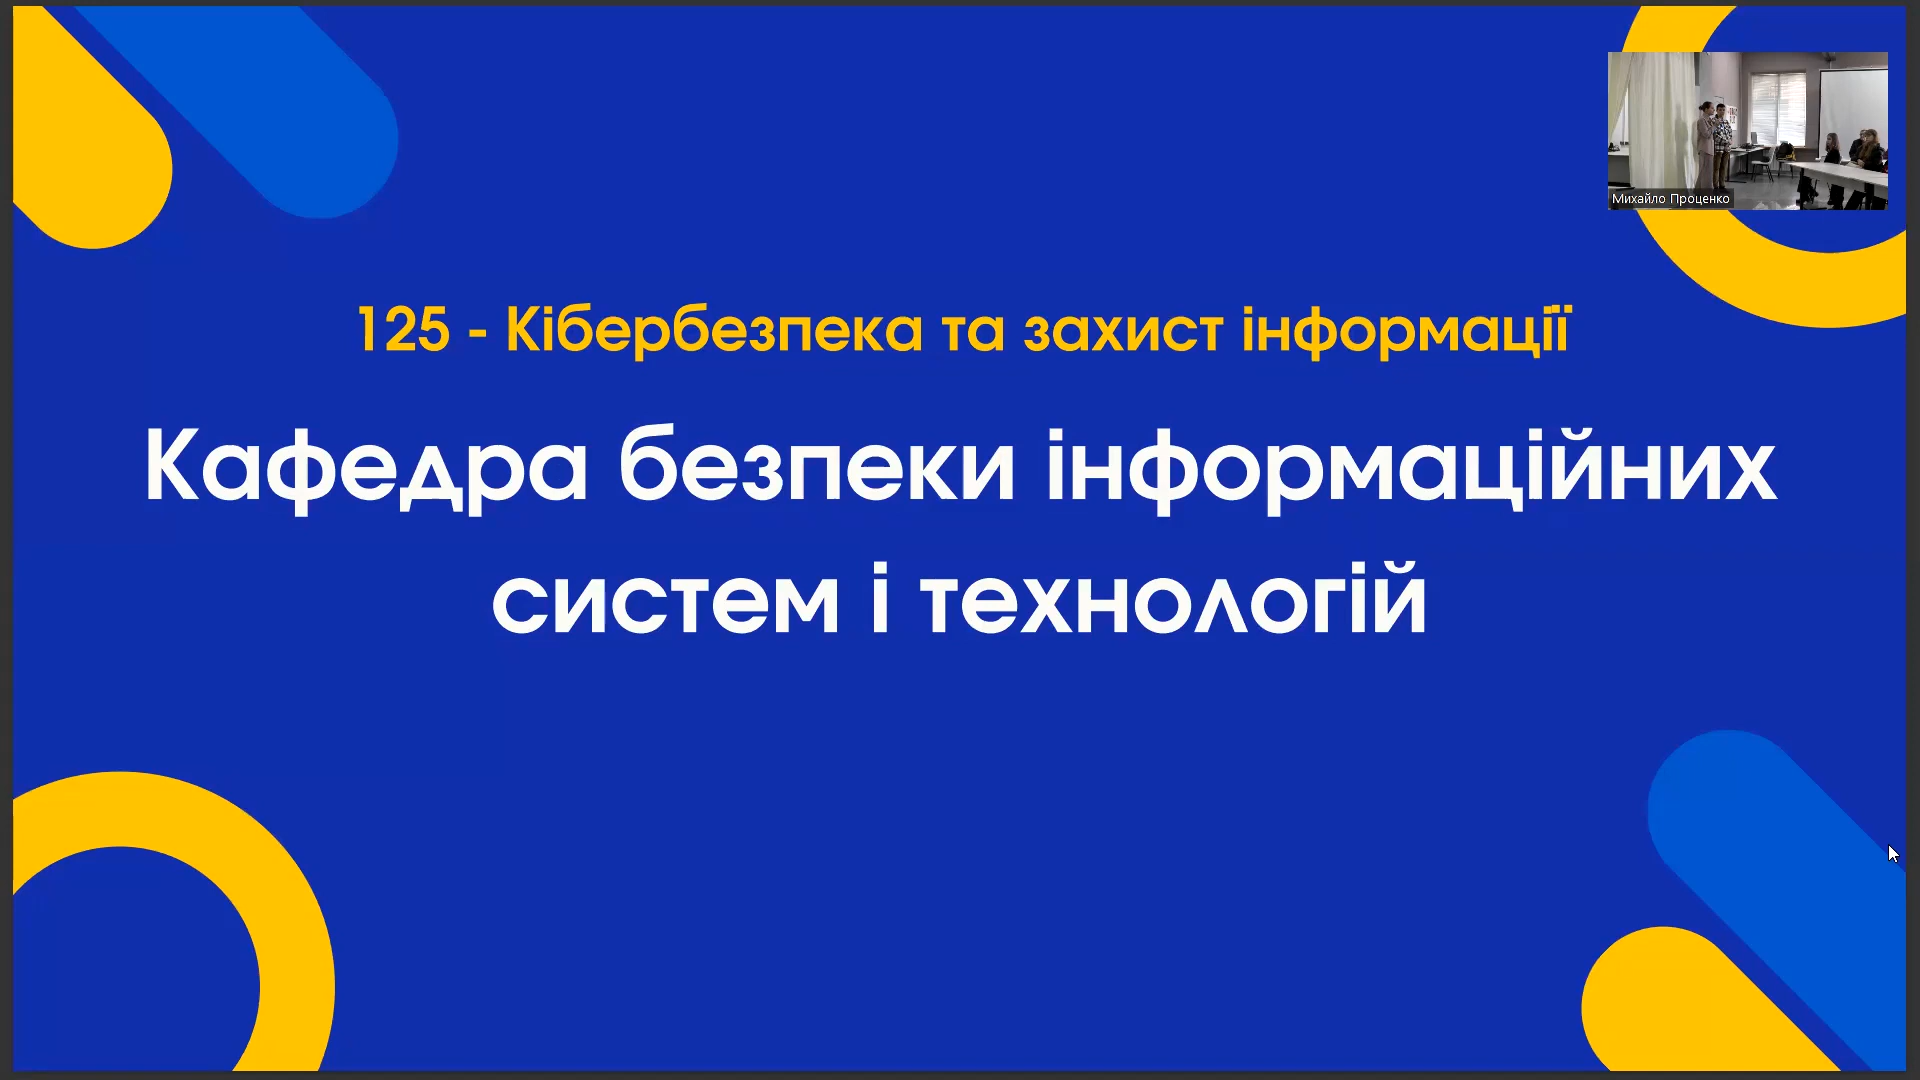 Михайло Проценко
125 - Кібербезпека та захист інформації
Кафедра безпеки інформаційних
систем і технологій